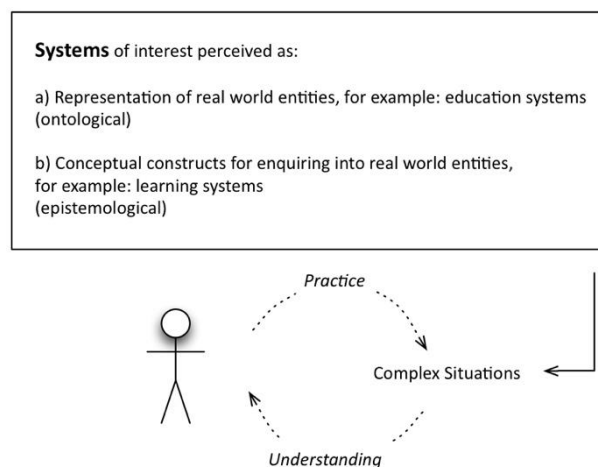 Systems of interest perceived as:
a) Representation of real world entities, for example: education systems
(ontological)
b) Conceptual constructs for enquiring into real world entities,
for example: learning systems
(epistemological)
Practice
Complex Situations
Understanding